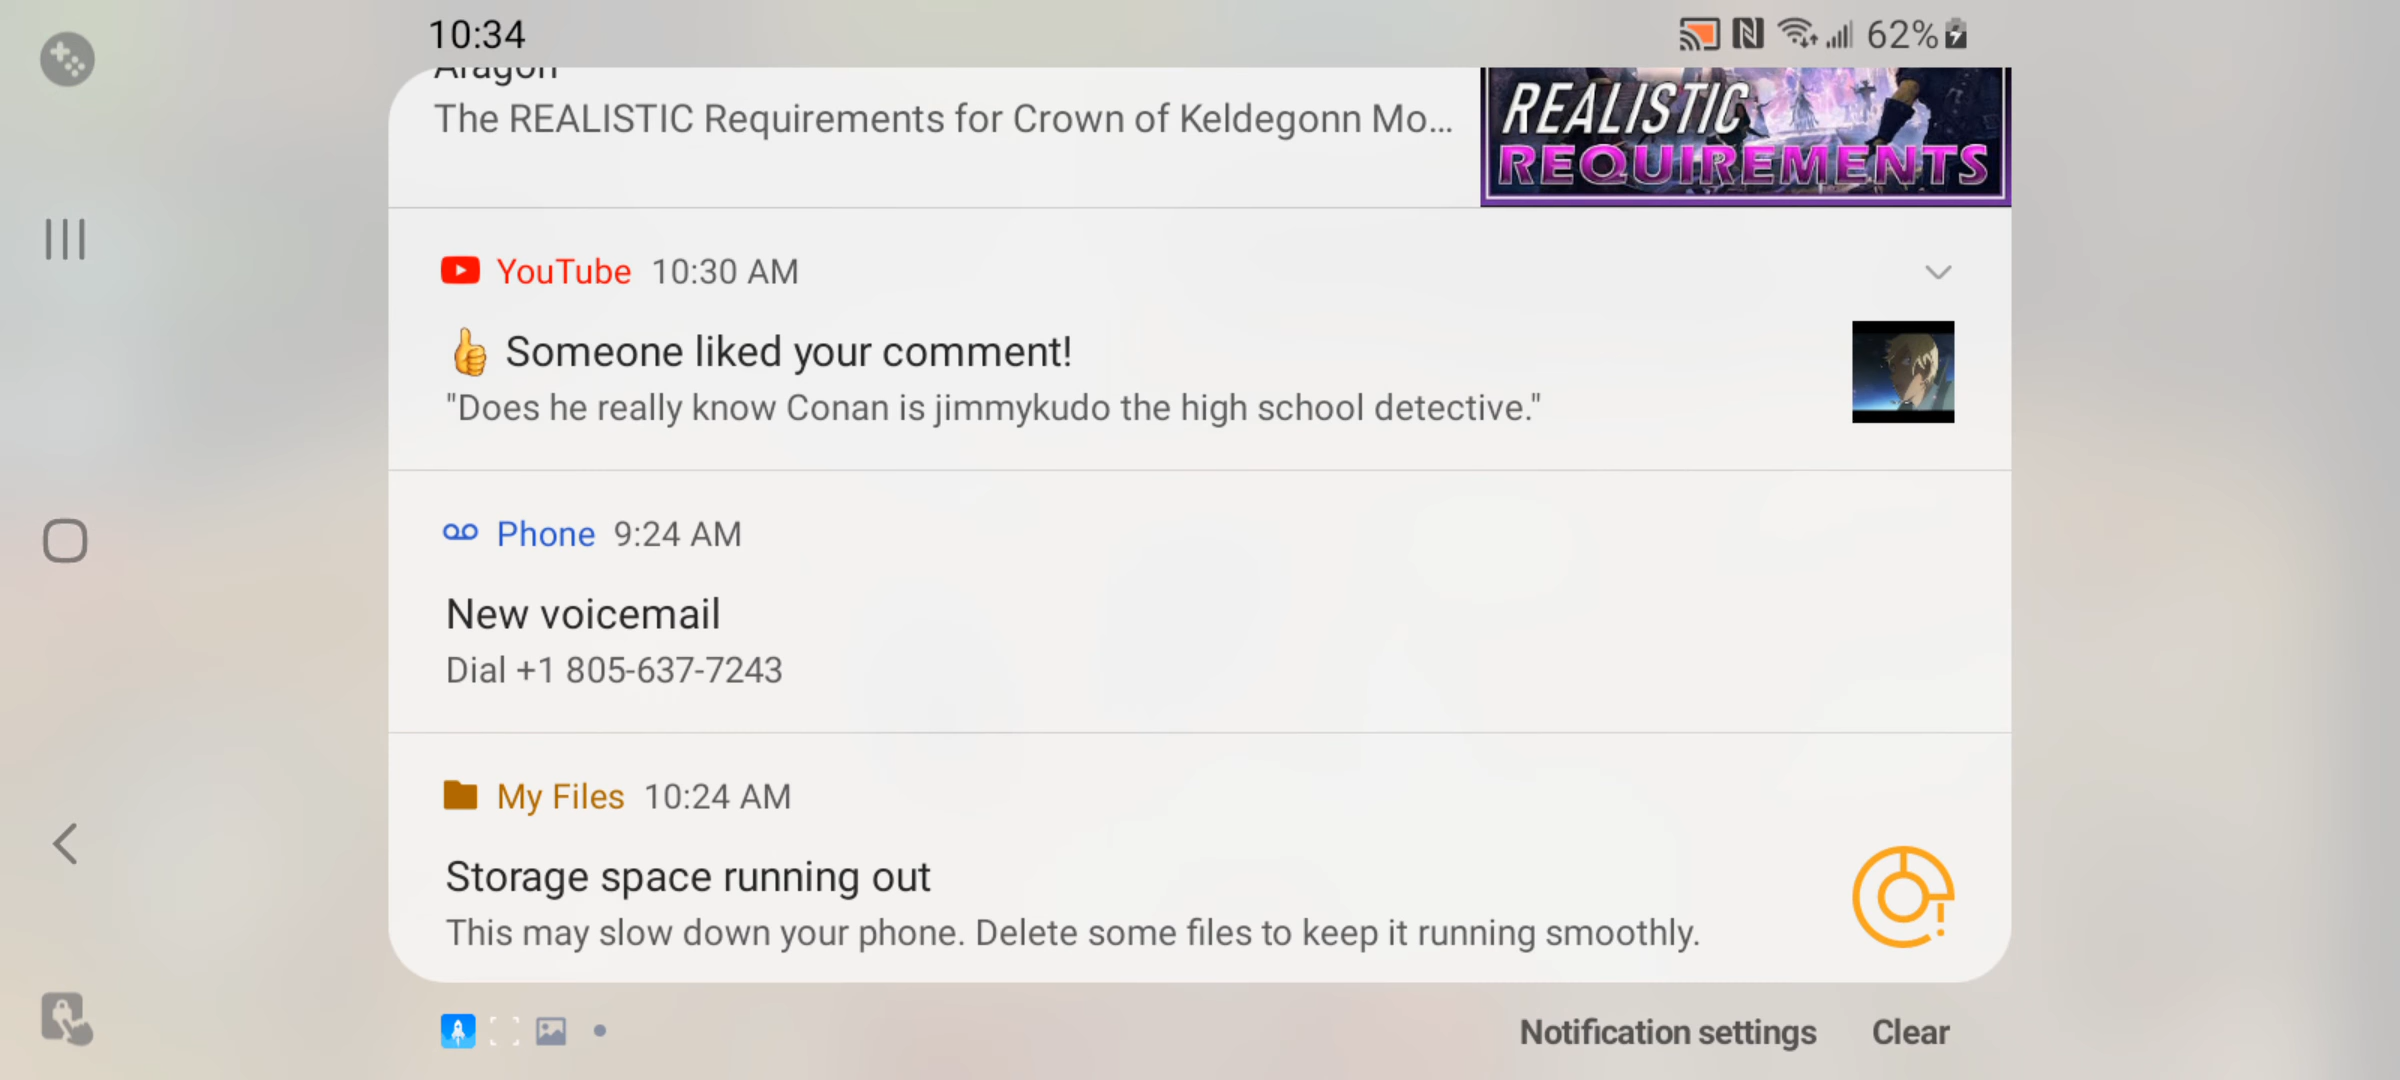 10:34
62%
Aragon
The REALISTIC Requirements for Crown of Keldegonn Mo...
REALISTIC
REQUIREMENTS
YouTube 10:30 AM
👍 Someone liked your comment!
"Does he really know Conan is jimmykudo the high school detective."
Phone 9:24 AM
New voicemail
Dial +1 805-637-7243
My Files 10:24 AM
Storage space running out
This may slow down your phone. Delete some files to keep it running smoothly.
Notification settings
Clear